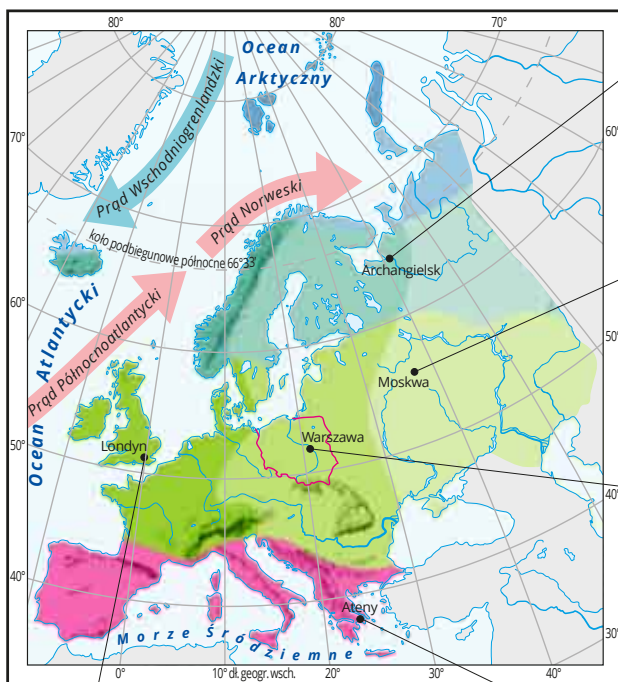 80°
80°
70°
Ocean
Arktyczny
70°
60°
Prąd Wschodniogrenlandzki
Prąd Norweski
koło podbiegunowe północne 66°33'
Archangielsk
60°
Ocean Atlantycki
Prąd Północnoatlantycki
50°
Moskwa
Londyn
Warszawa
50°
40°
40°
Ateny
Morze Śródziemne
30°
0°
10° dł. geogr. wsch.
20°
30°
40°